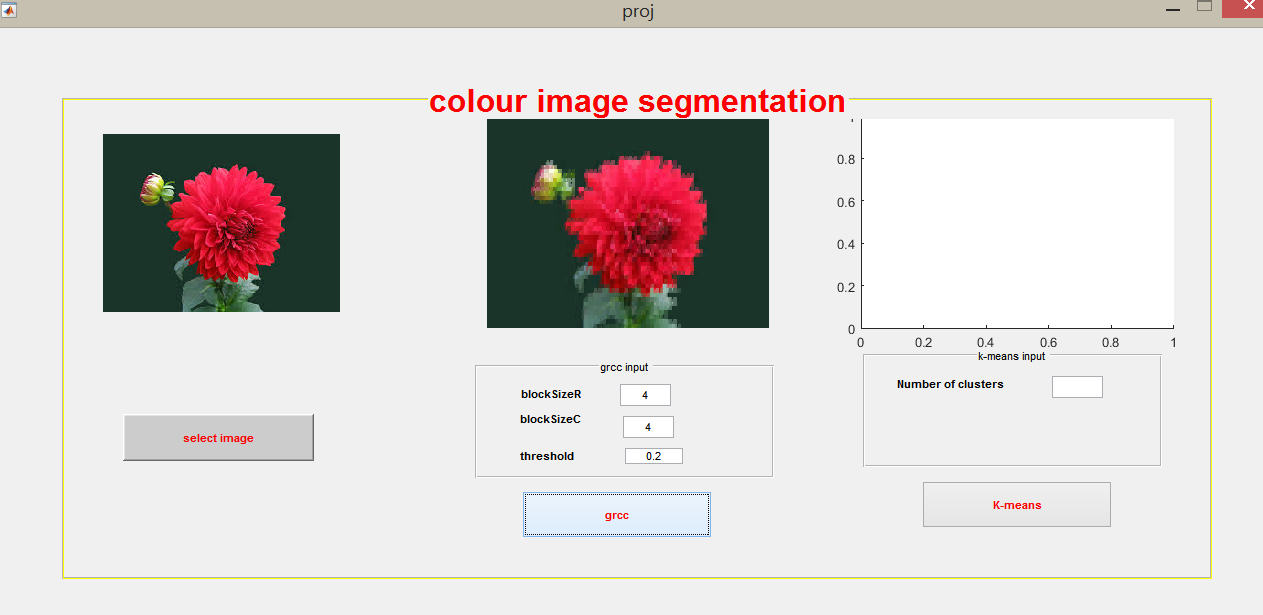 proj
colour image segmentation
0.8
0.6
0.4
0.2
0
0 0.2 0.4 0.6 0.8 1
grcc input
blockSizeR 4
blockSizeC 4
threshold 0.2
grcc
k-means input
Number of clusters
K-means
select image